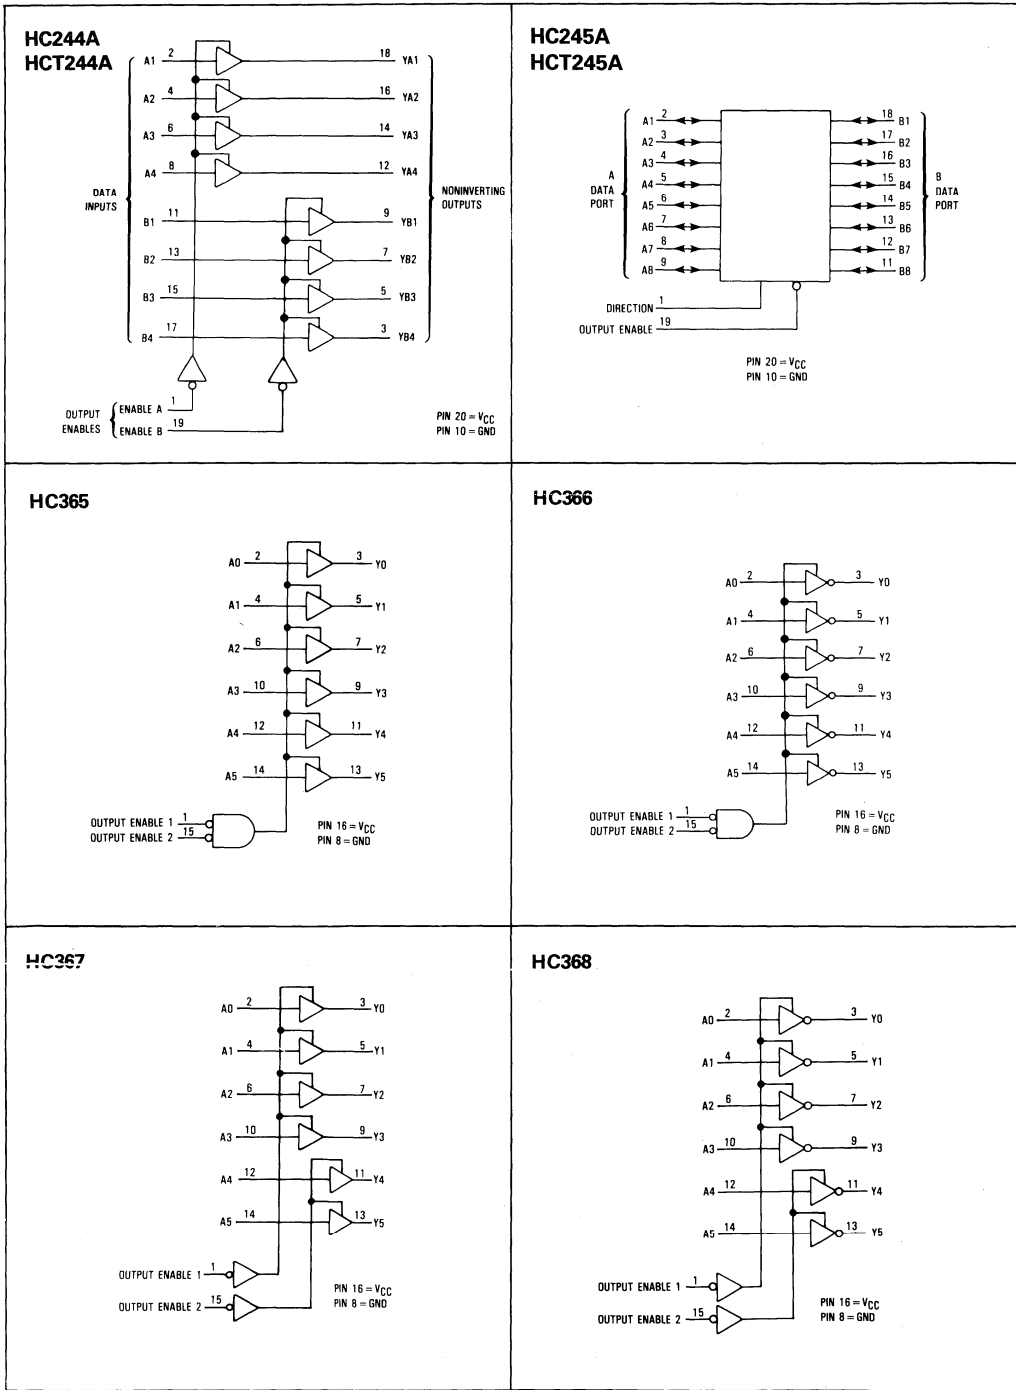 HC244A
HCT244A
DATA
INPUTS
A1 2 18 YA1
A2 4 16 YA2
A3 6 14 YA3
A4 8 12 YA4
B1 11 9 YB1
B2 13 7 YB2
B3 15 5 YB3
B4 17 3 YB4
NONINVERTING
OUTPUTS
OUTPUT
ENABLES
ENABLE A 1
ENABLE B 19
PIN 20 = VCC
PIN 10 = GND
HC245A
HCT245A
A
DATA
PORT
A1 2 18 B1
A2 3 17 B2
A3 4 16 B3
A4 5 15 B4
A5 6 14 B5
A6 7 13 B6
A7 8 12 B7
A8 9 11 B8
B
DATA
PORT
DIRECTION 1
OUTPUT ENABLE 19
PIN 20 = VCC
PIN 10 = GND
HC365
A0 2 3 Y0
A1 4 5 Y1
A2 6 7 Y2
A3 10 9 Y3
A4 12 11 Y4
A5 14 13 Y5
OUTPUT ENABLE 1 1
OUTPUT ENABLE 2 15
PIN 16 = VCC
PIN 8 = GND
HC366
A0 2 3 Y0
A1 4 5 Y1
A2 6 7 Y2
A3 10 9 Y3
A4 12 11 Y4
A5 14 13 Y5
OUTPUT ENABLE 1 1
OUTPUT ENABLE 2 15
PIN 16 = VCC
PIN 8 = GND
HC367
A0 2 3 Y0
A1 4 5 Y1
A2 6 7 Y2
A3 10 9 Y3
A4 12 11 Y4
A5 14 13 Y5
OUTPUT ENABLE 1 1
OUTPUT ENABLE 2 15
PIN 16 = VCC
PIN 8 = GND
HC368
A0 2 3 Y0
A1 4 5 Y1
A2 6 7 Y2
A3 10 9 Y3
A4 12 11 Y4
A5 14 13 Y5
OUTPUT ENABLE 1 1
OUTPUT ENABLE 2 15
PIN 16 = VCC
PIN 8 = GND